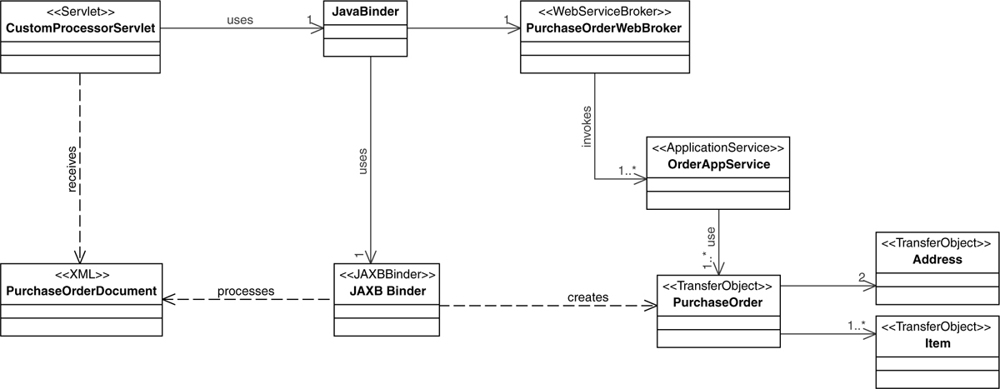 <<Servlet>>
CustomProcessorServlet
uses
1
JavaBinder
1
<<WebServiceBroker>>
PurchaseOrderWebBroker
receives
uses
1
invokes
1..*
<<ApplicationService>>
OrderAppService
use
1..*
<<XML>>
PurchaseOrderDocument
processes
<<JAXBBinder>>
JAXB Binder
creates
<<TransferObject>>
PurchaseOrder
2
<<TransferObject>>
Address
1..*
<<TransferObject>>
Item